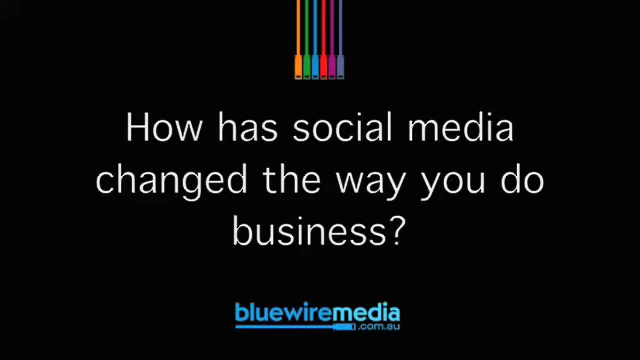 How has social media
changed the way you do
business?
bluewiremedia
.com.au